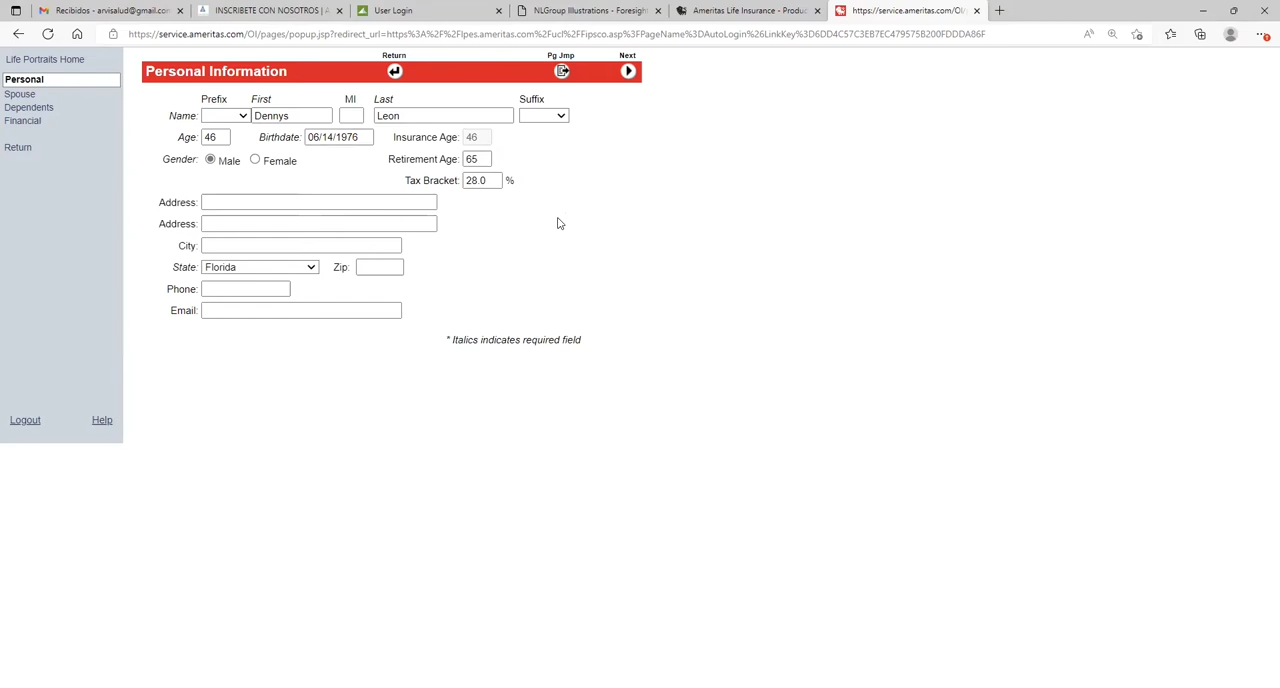 Recibidos - arvisalud@gmail.com
INSCRIBETE CON NOSOTROS | A
User Login
NLGroup Illustrations - Foresight
Ameritas Life Insurance - Produc
https://service.ameritas.com/OI/p
https://service.ameritas.com/OI/pages/popup.jsp?redirect_url=https%3A%2F%2Flpes.ameritas.com%2Fucl%2Fipsco.asp%3FPageName%3DAutoLogin%26LinkKey%3D6DD4C57C3EB7EC479575B200FDDDA86F
Life Portraits Home
Personal
Spouse
Dependents
Financial
Return
Logout Help
Return Pg Jmp Next
Personal Information
Prefix First MI Last Suffix
Name: Dennys Leon
Age: 46 Birthdate: 06/14/1976 Insurance Age: 46
Gender: Male Female Retirement Age: 65
Tax Bracket: 28.0 %
Address:
Address:
City:
State: Florida Zip:
Phone:
Email:
* Italics indicates required field